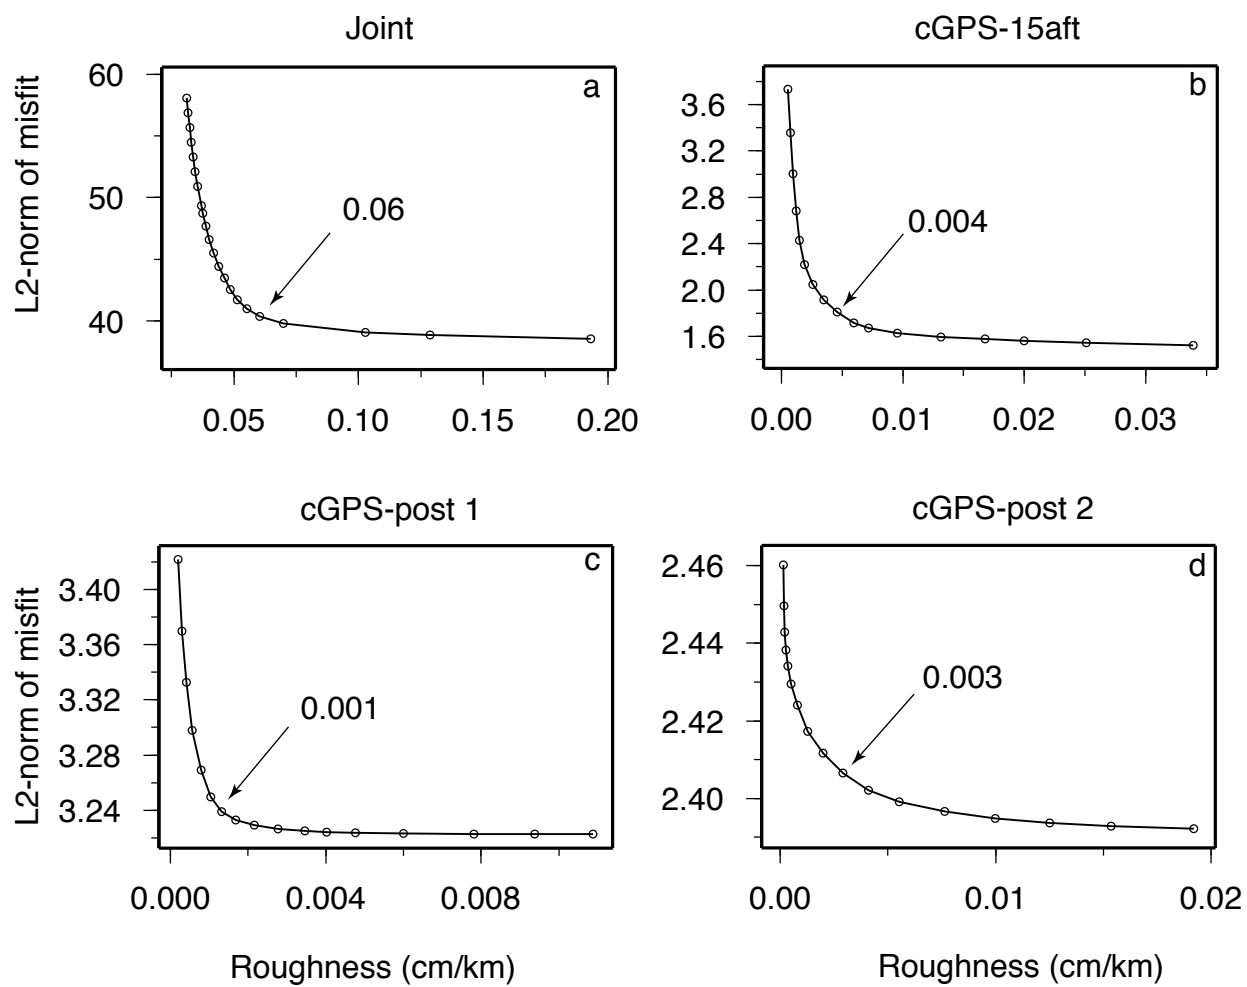 Joint
cGPS-15aft
L2-norm of misfit
60
50
40
a
0.06
0.05 0.10 0.15 0.20
3.6
3.2
2.8
2.4
2.0
1.6
b
0.004
0.00 0.01 0.02 0.03
cGPS-post 1
cGPS-post 2
L2-norm of misfit
3.40
3.36
3.32
3.28
3.24
c
0.001
0.000 0.004 0.008
Roughness (cm/km)
2.46
2.44
2.42
2.40
d
0.003
0.00 0.01 0.02
Roughness (cm/km)